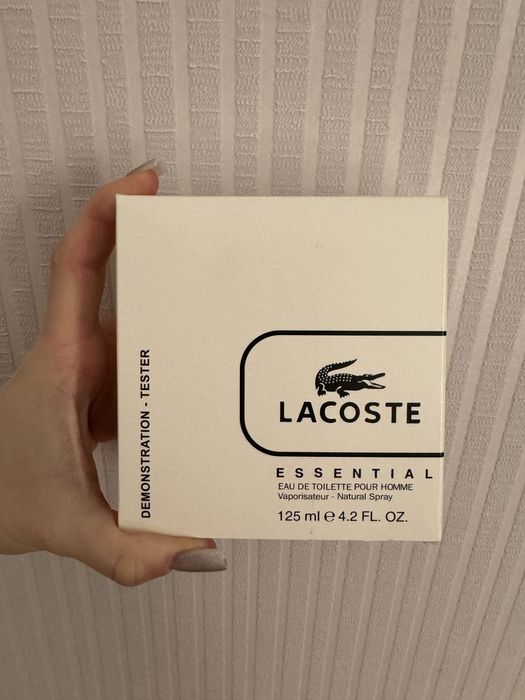 DEMONSTRATION - TESTER
LACOSTE
ESSENTIAL
EAU DE TOILETTE POUR HOMME
Vaporisateur - Natural Spray
125 ml ℮ 4.2 FL. OZ.